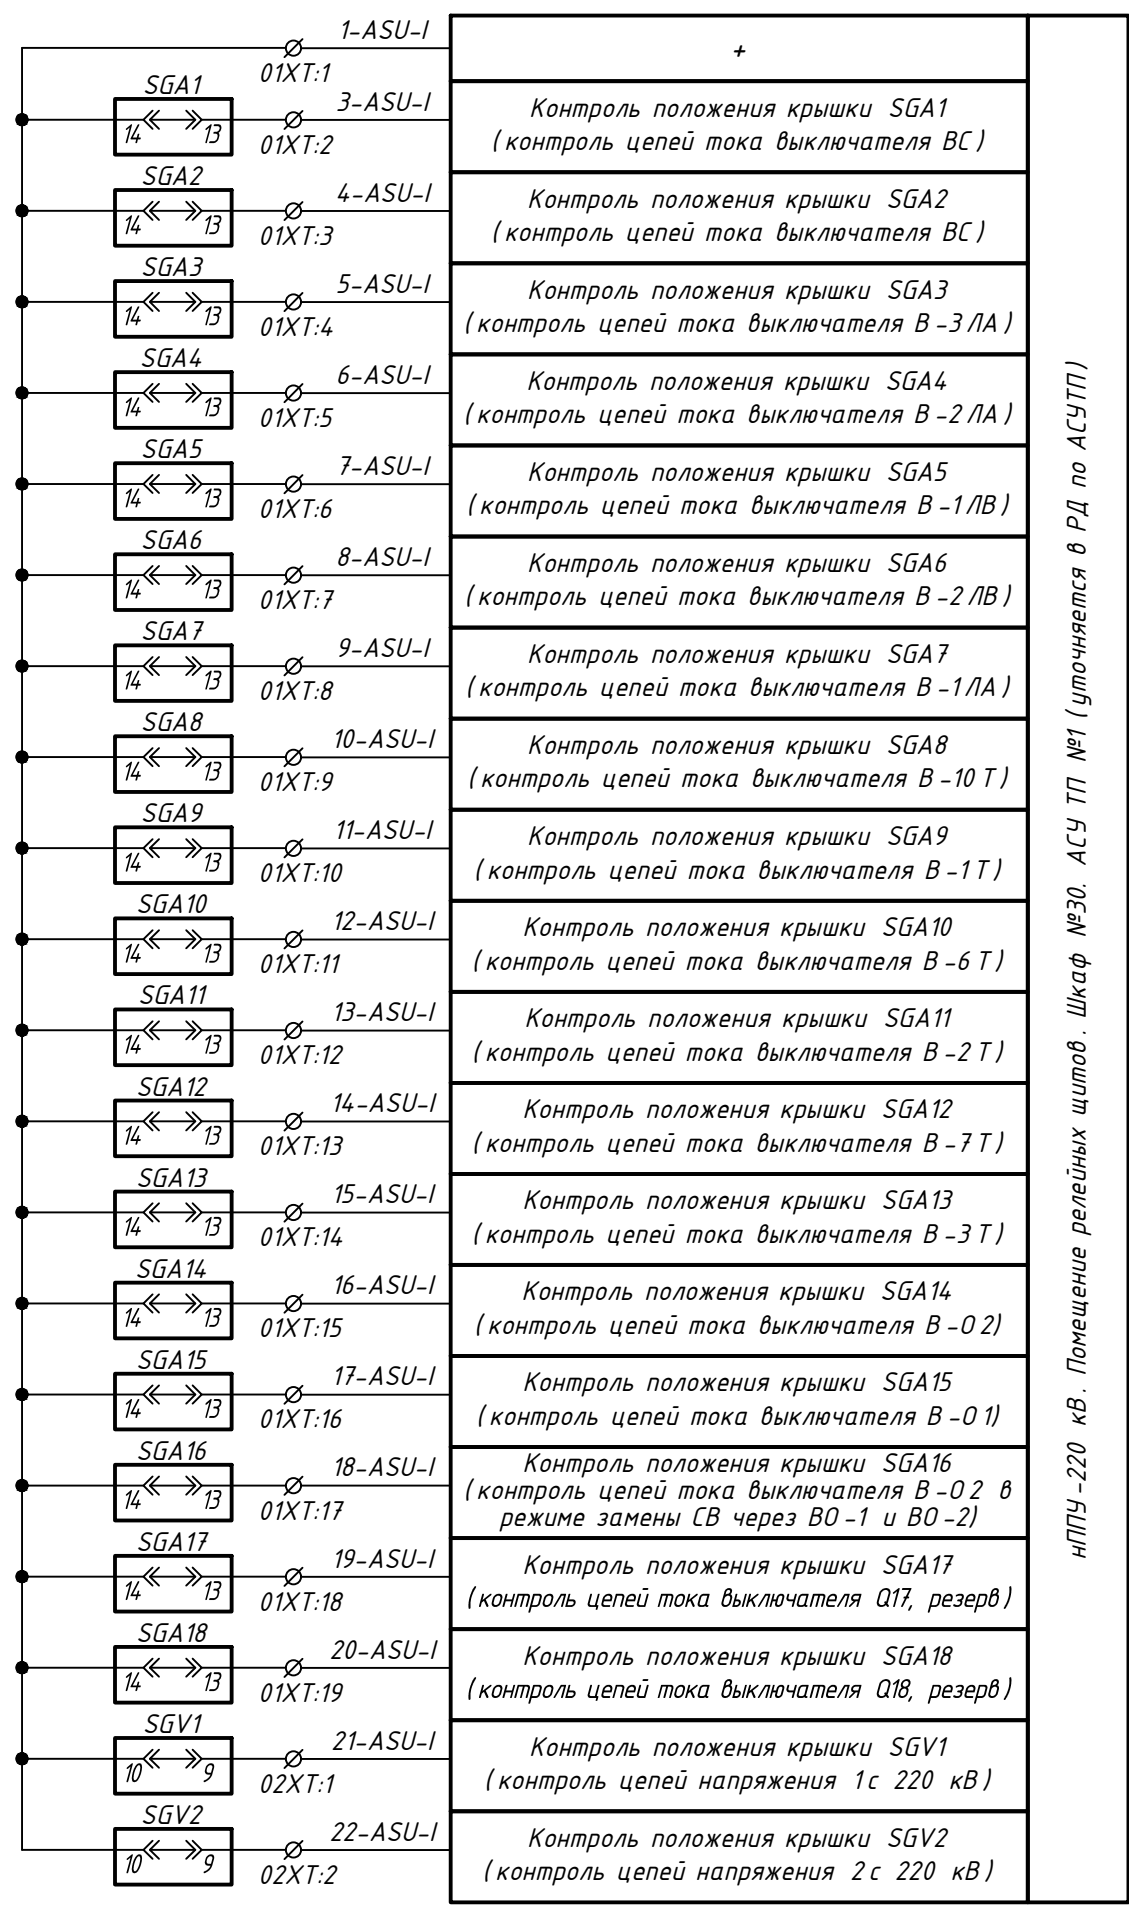 1-ASU-I
01XT:1
+
SGA1
14 13
3-ASU-I
01XT:2
Контроль положения крышки SGA1
(контроль цепей тока выключателя ВС)
SGA2
14 13
4-ASU-I
01XT:3
Контроль положения крышки SGA2
(контроль цепей тока выключателя ВС)
SGA3
14 13
5-ASU-I
01XT:4
Контроль положения крышки SGA3
(контроль цепей тока выключателя В-3ЛА)
SGA4
14 13
6-ASU-I
01XT:5
Контроль положения крышки SGA4
(контроль цепей тока выключателя В-2ЛА)
SGA5
14 13
7-ASU-I
01XT:6
Контроль положения крышки SGA5
(контроль цепей тока выключателя В-1ЛВ)
SGA6
14 13
8-ASU-I
01XT:7
Контроль положения крышки SGA6
(контроль цепей тока выключателя В-2ЛВ)
SGA7
14 13
9-ASU-I
01XT:8
Контроль положения крышки SGA7
(контроль цепей тока выключателя В-1ЛА)
SGA8
14 13
10-ASU-I
01XT:9
Контроль положения крышки SGA8
(контроль цепей тока выключателя В-10Т)
SGA9
14 13
11-ASU-I
01XT:10
Контроль положения крышки SGA9
(контроль цепей тока выключателя В-1Т)
SGA10
14 13
12-ASU-I
01XT:11
Контроль положения крышки SGA10
(контроль цепей тока выключателя В-6Т)
SGA11
14 13
13-ASU-I
01XT:12
Контроль положения крышки SGA11
(контроль цепей тока выключателя В-2Т)
SGA12
14 13
14-ASU-I
01XT:13
Контроль положения крышки SGA12
(контроль цепей тока выключателя В-7Т)
SGA13
14 13
15-ASU-I
01XT:14
Контроль положения крышки SGA13
(контроль цепей тока выключателя В-3Т)
SGA14
14 13
16-ASU-I
01XT:15
Контроль положения крышки SGA14
(контроль цепей тока выключателя В-О2)
SGA15
14 13
17-ASU-I
01XT:16
Контроль положения крышки SGA15
(контроль цепей тока выключателя В-О1)
SGA16
14 13
18-ASU-I
01XT:17
Контроль положения крышки SGA16
(контроль цепей тока выключателя В-О2 в
режиме замены СВ через ВО-1 и ВО-2)
SGA17
14 13
19-ASU-I
01XT:18
Контроль положения крышки SGA17
(контроль цепей тока выключателя Q17, резерв)
SGA18
14 13
20-ASU-I
01XT:19
Контроль положения крышки SGA18
(контроль цепей тока выключателя Q18, резерв)
SGV1
10 9
21-ASU-I
02XT:1
Контроль положения крышки SGV1
(контроль цепей напряжения 1с 220 кВ)
SGV2
10 9
22-ASU-I
02XT:2
Контроль положения крышки SGV2
(контроль цепей напряжения 2с 220 кВ)
нППУ-220 кВ. Помещение релейных щитов. Шкаф №30. АСУ ТП №1 (уточняется в РД по АСУТП)